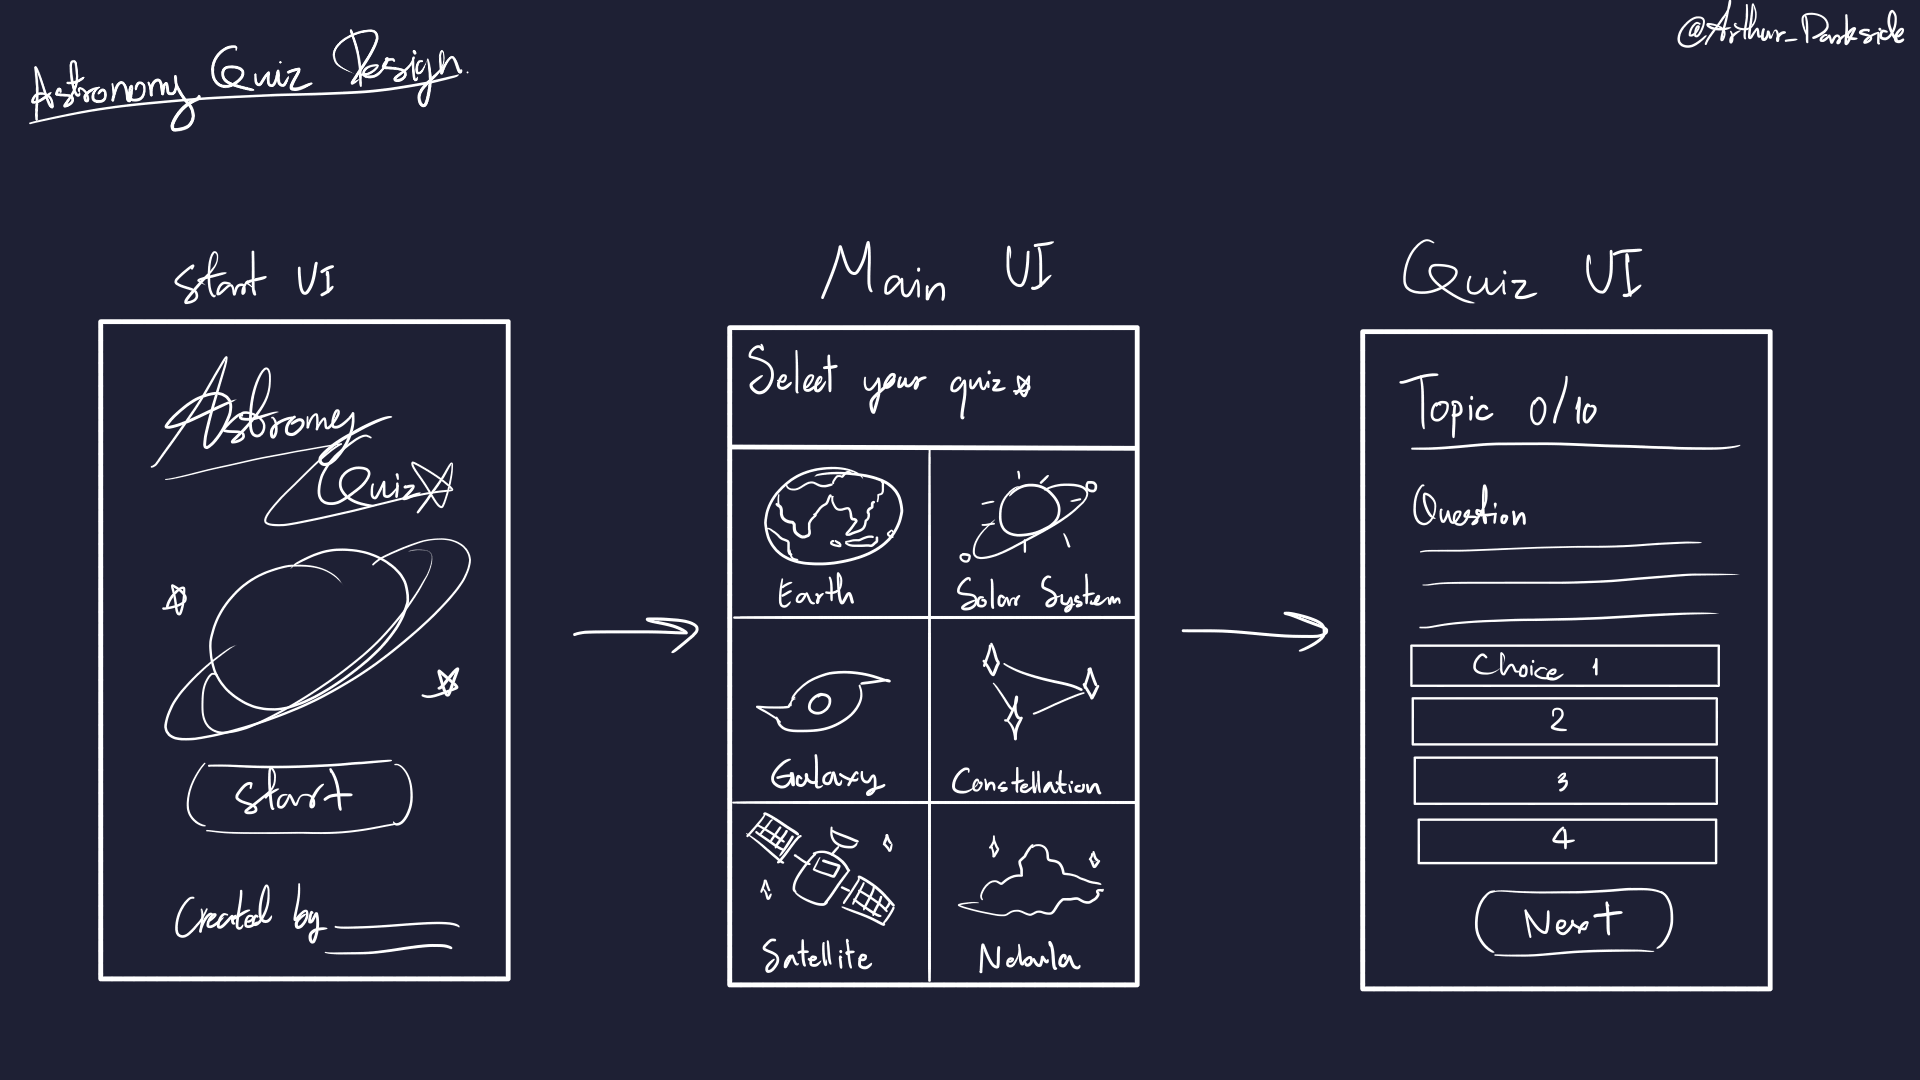 @Arthur_Darkside
Astronomy Quiz Design.
Start UI
Astromy
Quiz
Start
Created by
Main UI
Select your quiz
Earth
Solar System
Galaxy
Constellation
Satellite
Nebula
Quiz UI
Topic 0/10
Question
Choice 1
2
3
4
Next